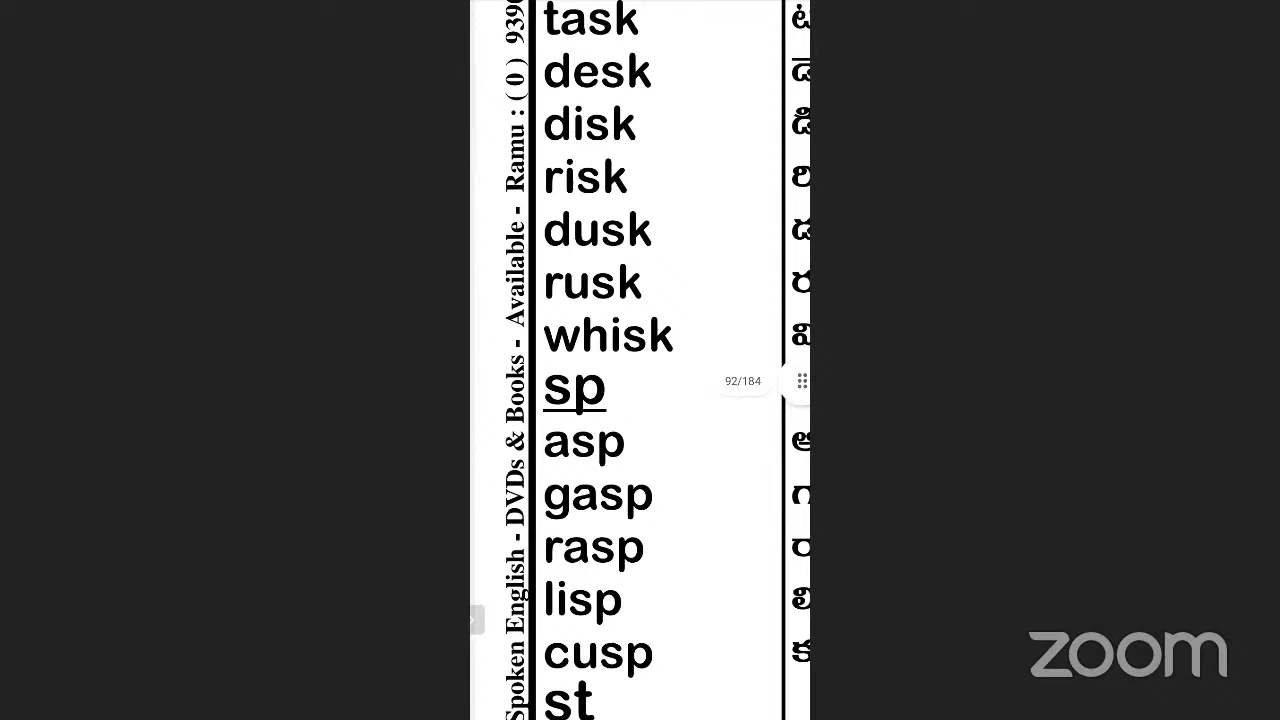 Spoken English - DVDs & Books - Available - Ramu : ( 0 )
task
desk
disk
risk
dusk
rusk
whisk
sp
92/184
asp
gasp
rasp
lisp
cusp
st
zoom